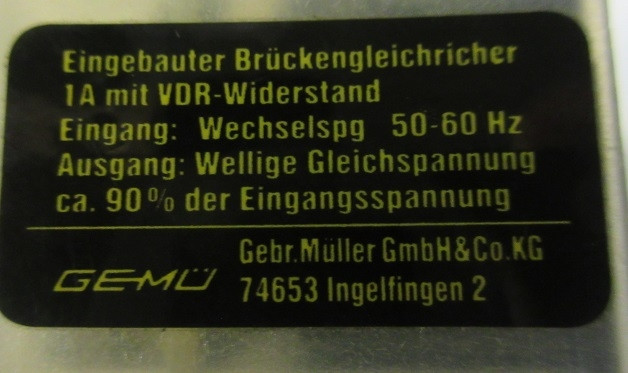 Eingebauter Brückengleichricher
1A mit VDR-Widerstand
Eingang: Wechselspg 50-60 Hz
Ausgang: Wellige Gleichspannung
ca. 90% der Eingangsspannung
Gebr.Müller GmbH&Co.KG
GEMÜ 74653 Ingelfingen 2